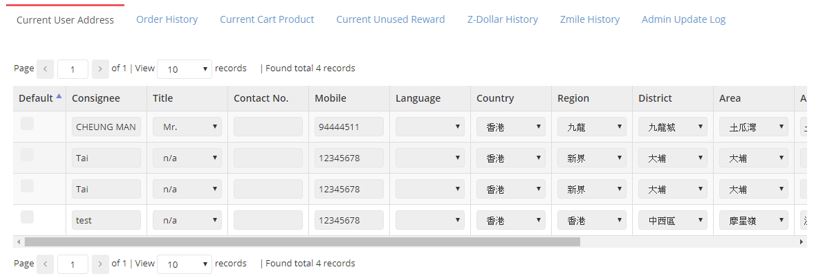 Current User Address Order History Current Cart Product Current Unused Reward Z-Dollar History Zmile History Admin Update Log
Page 1 of 1 | View 10 records | Found total 4 records
Default Consignee Title Contact No. Mobile Language Country Region District Area A
CHEUNG MAN Mr. 94444511 香港 九龍 九龍城 土瓜灣
Tai n/a 12345678 香港 新界 大埔 大埔
Tai n/a 12345678 香港 新界 大埔 大埔
test n/a 12345678 香港 香港 中西區 摩星嶺
Page 1 of 1 | View 10 records | Found total 4 records